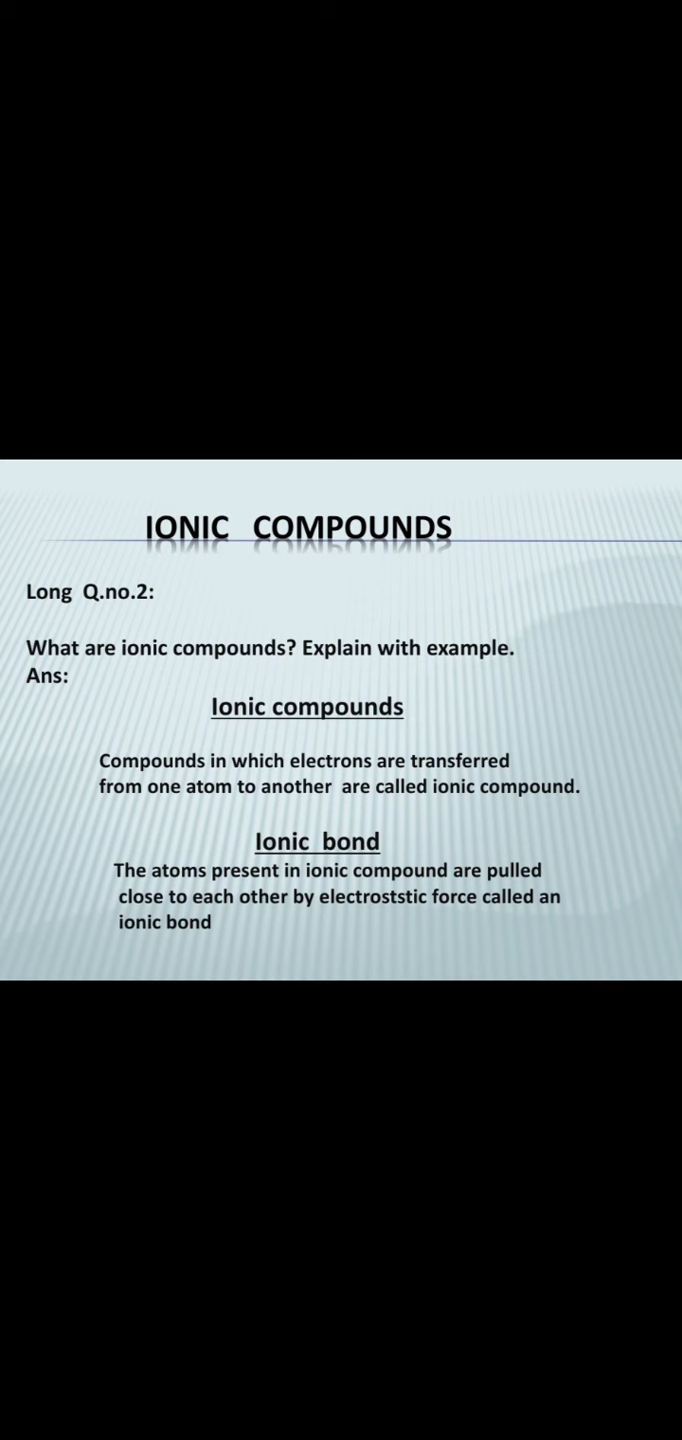 IONIC COMPOUNDS
Long Q.no.2:
What are ionic compounds? Explain with example.
Ans:
Ionic compounds
Compounds in which electrons are transferred
from one atom to another are called ionic compound.
Ionic bond
The atoms present in ionic compound are pulled
close to each other by electroststic force called an
ionic bond